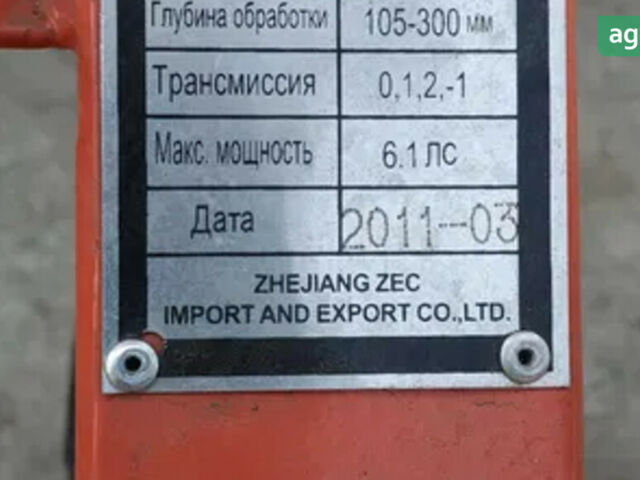 Глубина обработки 105-300 мм
ag
Трансмиссия 0,1,2,-1
Макс. мощность 6.1 ЛС
Дата 2011-03
ZHEJIANG ZEC
IMPORT AND EXPORT CO.,LTD.